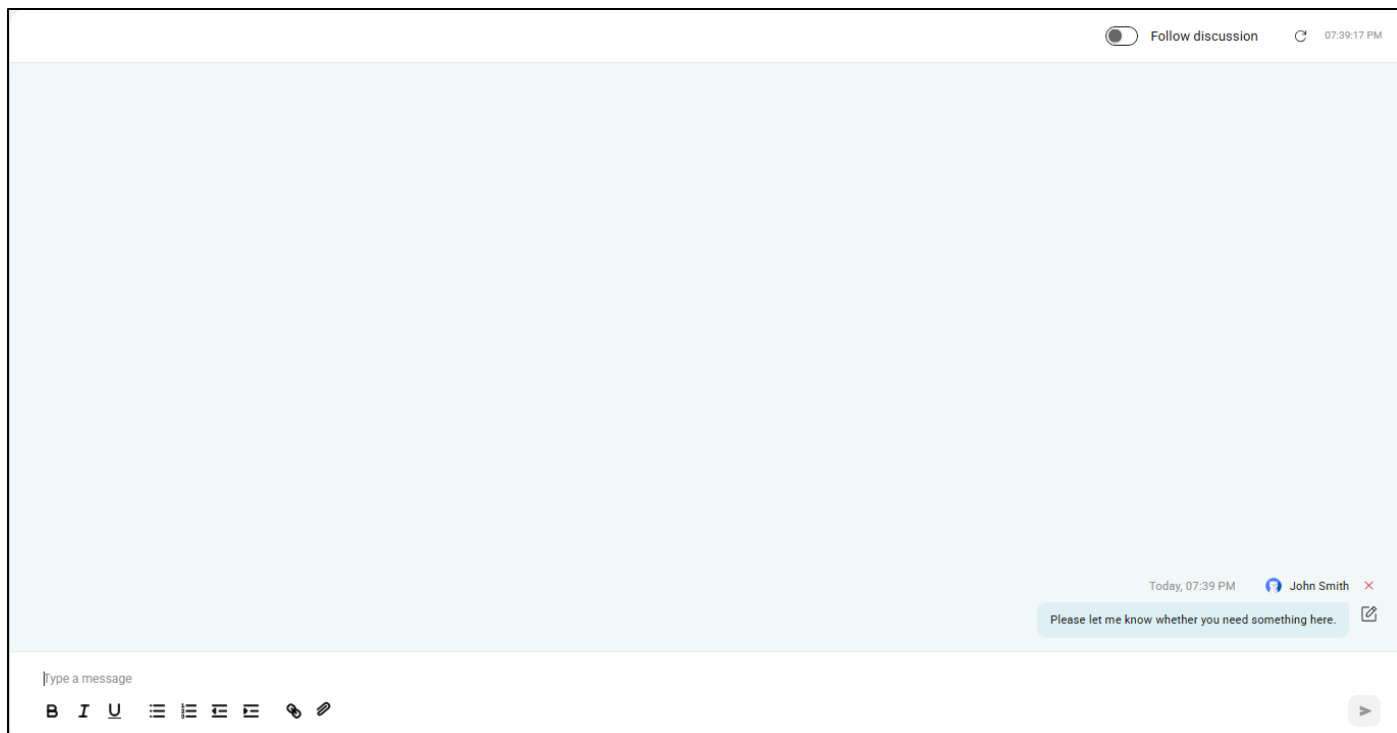 Follow discussion 07:39:17 PM
Today, 07:39 PM John Smith
Please let me know whether you need something here.
Type a message
B I U